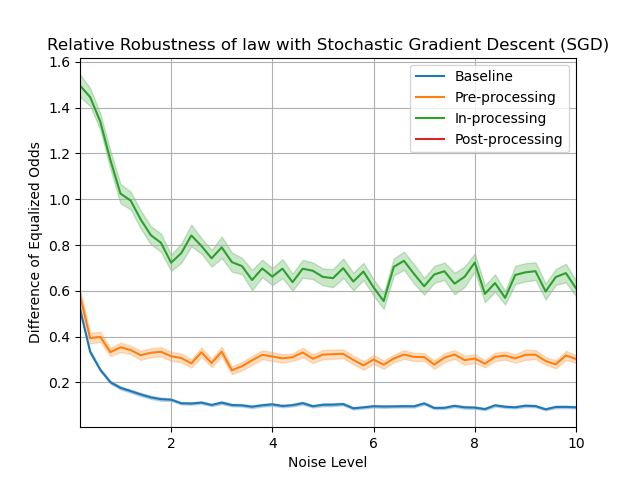 Relative Robustness of law with Stochastic Gradient Descent (SGD)
Difference of Equalized Odds
1.6
1.4
1.2
1.0
0.8
0.6
0.4
0.2
Baseline
Pre-processing
In-processing
Post-processing
2 4 6 8 10
Noise Level